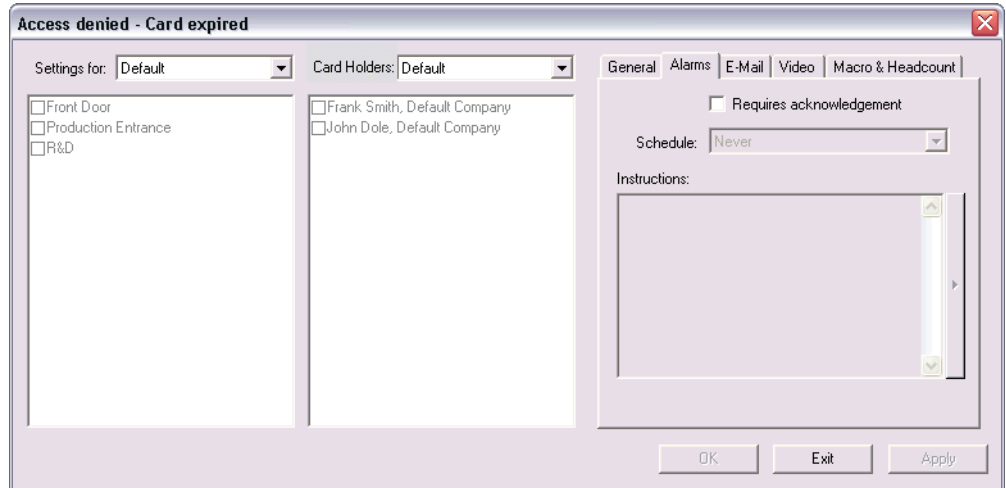 Access denied - Card expired
Settings for: Default
Front Door
Production Entrance
R&D
Card Holders: Default
Frank Smith, Default Company
John Dole, Default Company
General Alarms E-Mail Video Macro & Headcount
Requires acknowledgement
Schedule: Never
Instructions:
OK Exit Apply